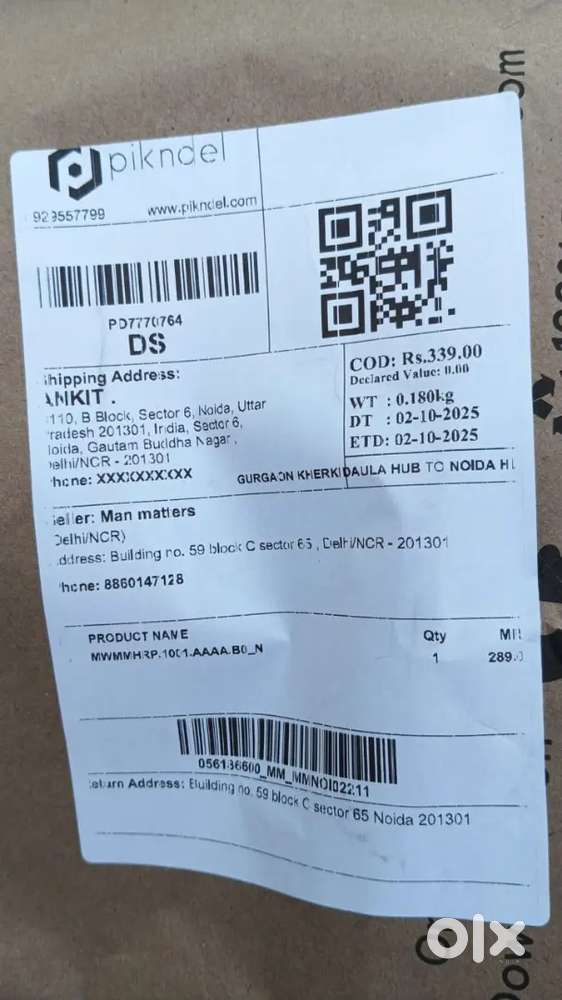 pikndel
929557799 www.pikndel.com
PD7770764
DS
hipping Address:
ANKIT .
110, B Block, Sector 6, Noida, Uttar
radesh 201301, India, Sector 6,
loida, Gautam Buddha Nagar ,
elhi/NCR - 201301
hone: XXXXXXXXXX
COD: Rs.339.00
Declared Value: 0.00
WT : 0.180kg
DT : 02-10-2025
ETD: 02-10-2025
GURGAON KHERKIDAULA HUB TO NOIDA H
eller: Man matters
Delhi/NCR)
ddress: Building no. 59 block C sector 65 , Delhi/NCR - 201301
hone: 8860147128
PRODUCT NAME Qty
MWMMHRP.1001.AAAA.B0_N 1 289.
056136600_MM_MMNOI02211
eturn Address: Building no. 59 block C sector 65 Noida 201301
olx